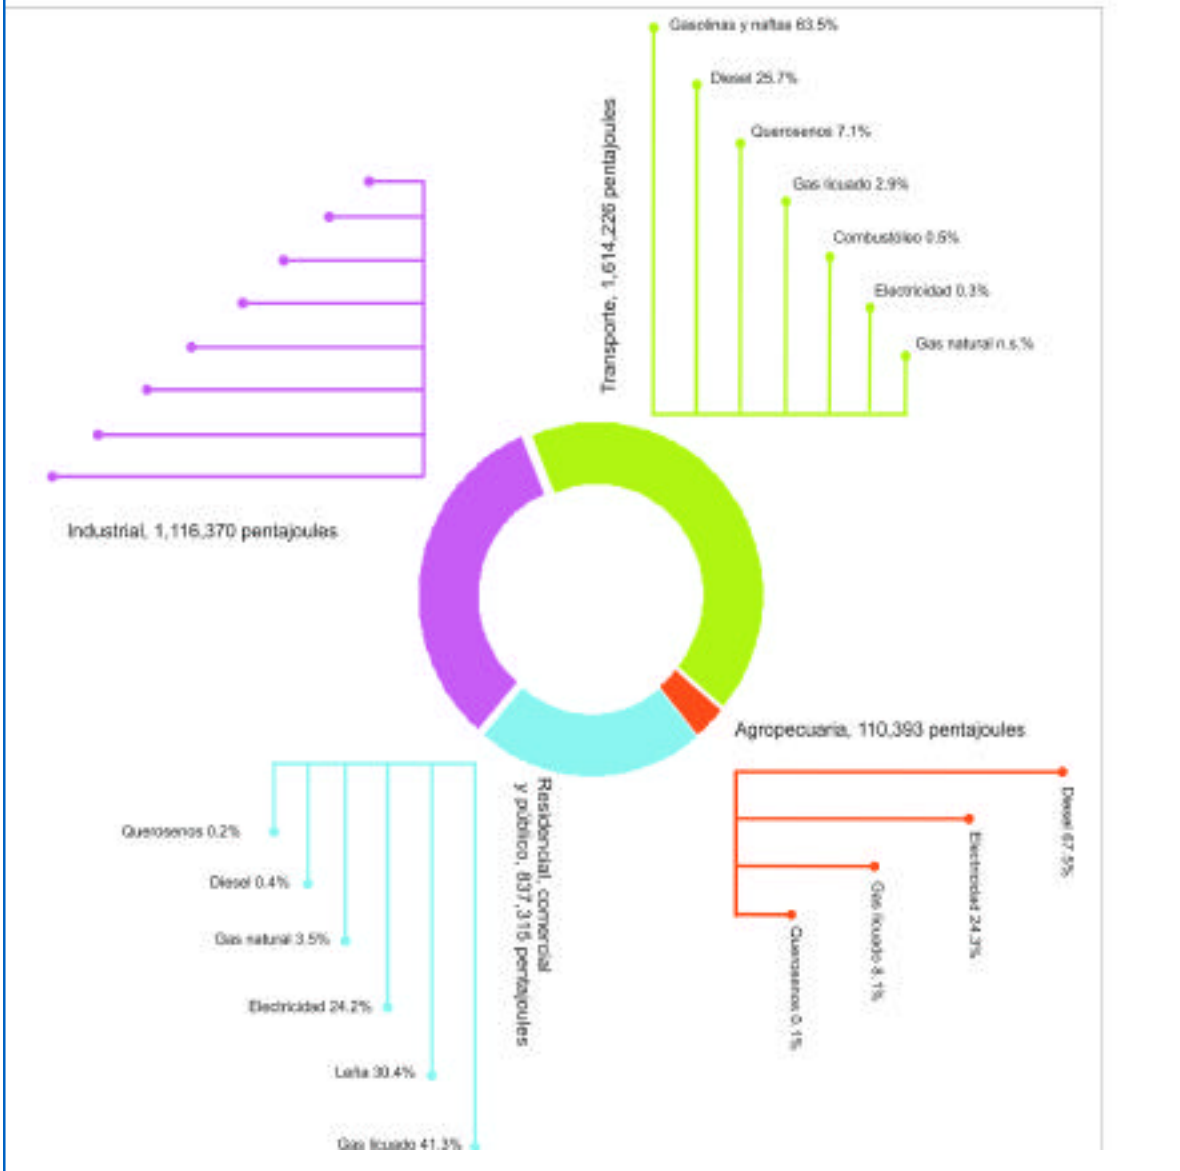 Gasolinas y naftas 63.5%
Diesel 25.7%
Querosenos 7.1%
Gas licuado 2.9%
Combustóleo 0.5%
Electricidad 0.3%
Gas natural n.s.%
Transporte, 1,614,226 pentajoules
Industrial, 1,116,370 pentajoules
Agropecuaria, 110,393 pentajoules
Diesel 67.5%
Electricidad 24.3%
Gas licuado 8.1%
Querosenos 0.1%
Residencial, comercial
y público, 837,315 pentajoules
Querosenos 0.2%
Diesel 0.4%
Gas natural 3.5%
Electricidad 24.2%
Leña 30.4%
Gas licuado 41.3%